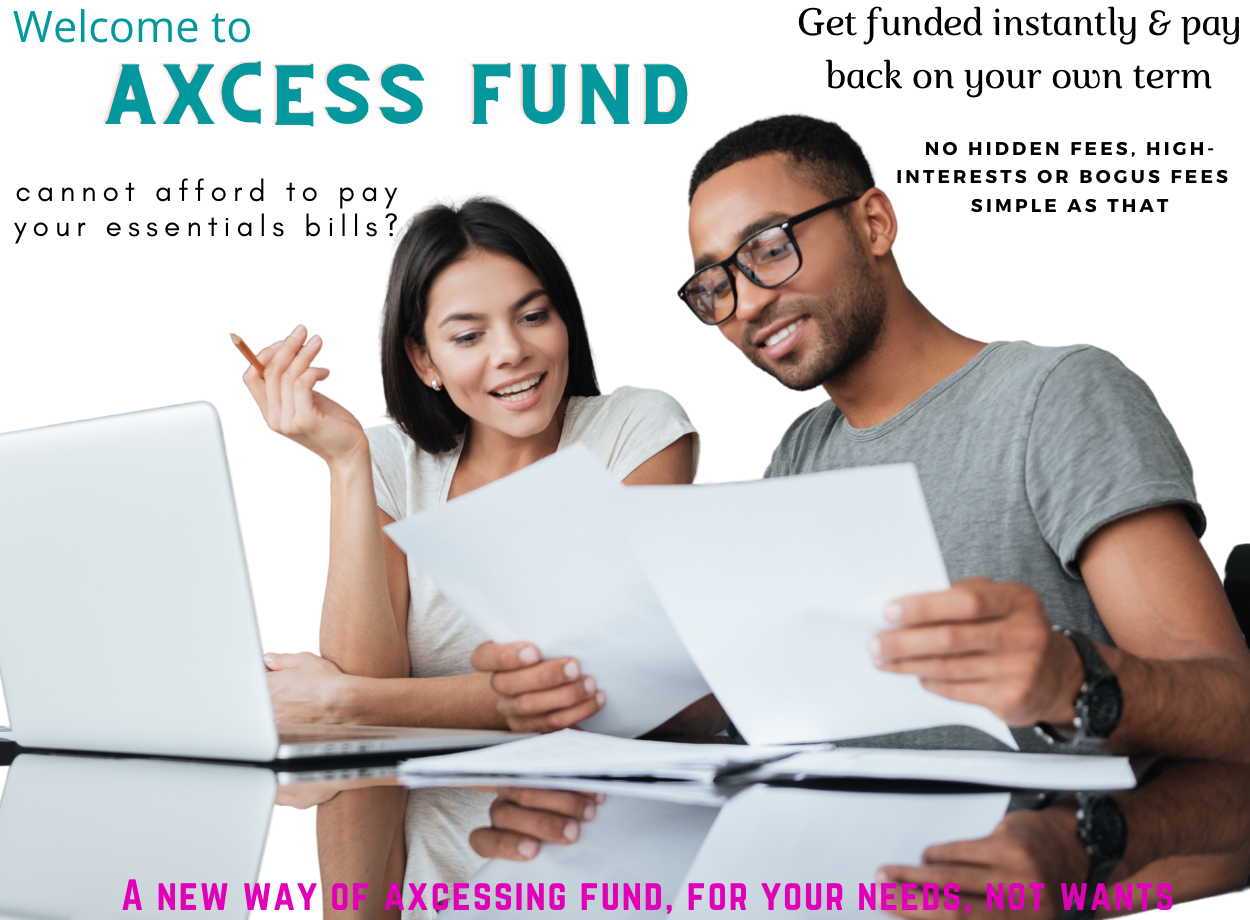 Welcome to
AXCESS FUND
cannot afford to pay
your essentials bills?
Get funded instantly & pay
back on your own term
NO HIDDEN FEES, HIGH-
INTERESTS OR BOGUS FEES
SIMPLE AS THAT
A NEW WAY OF AXCESSING FUND, FOR YOUR NEEDS, NOT WANTS